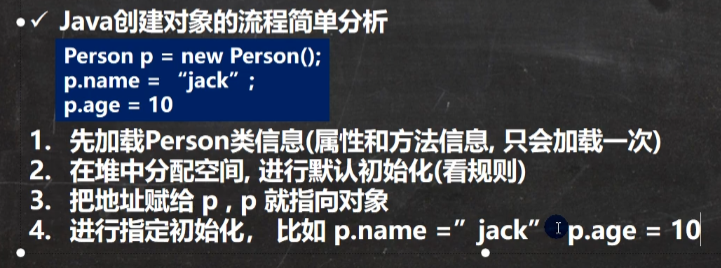 ✓ Java创建对象的流程简单分析
Person p = new Person();
p.name = “jack”;
p.age = 10
1. 先加载Person类信息(属性和方法信息, 只会加载一次)
2. 在堆中分配空间, 进行默认初始化(看规则)
3. 把地址赋给 p , p 就指向对象
4. 进行指定初始化， 比如 p.name =”jack” p.age = 10